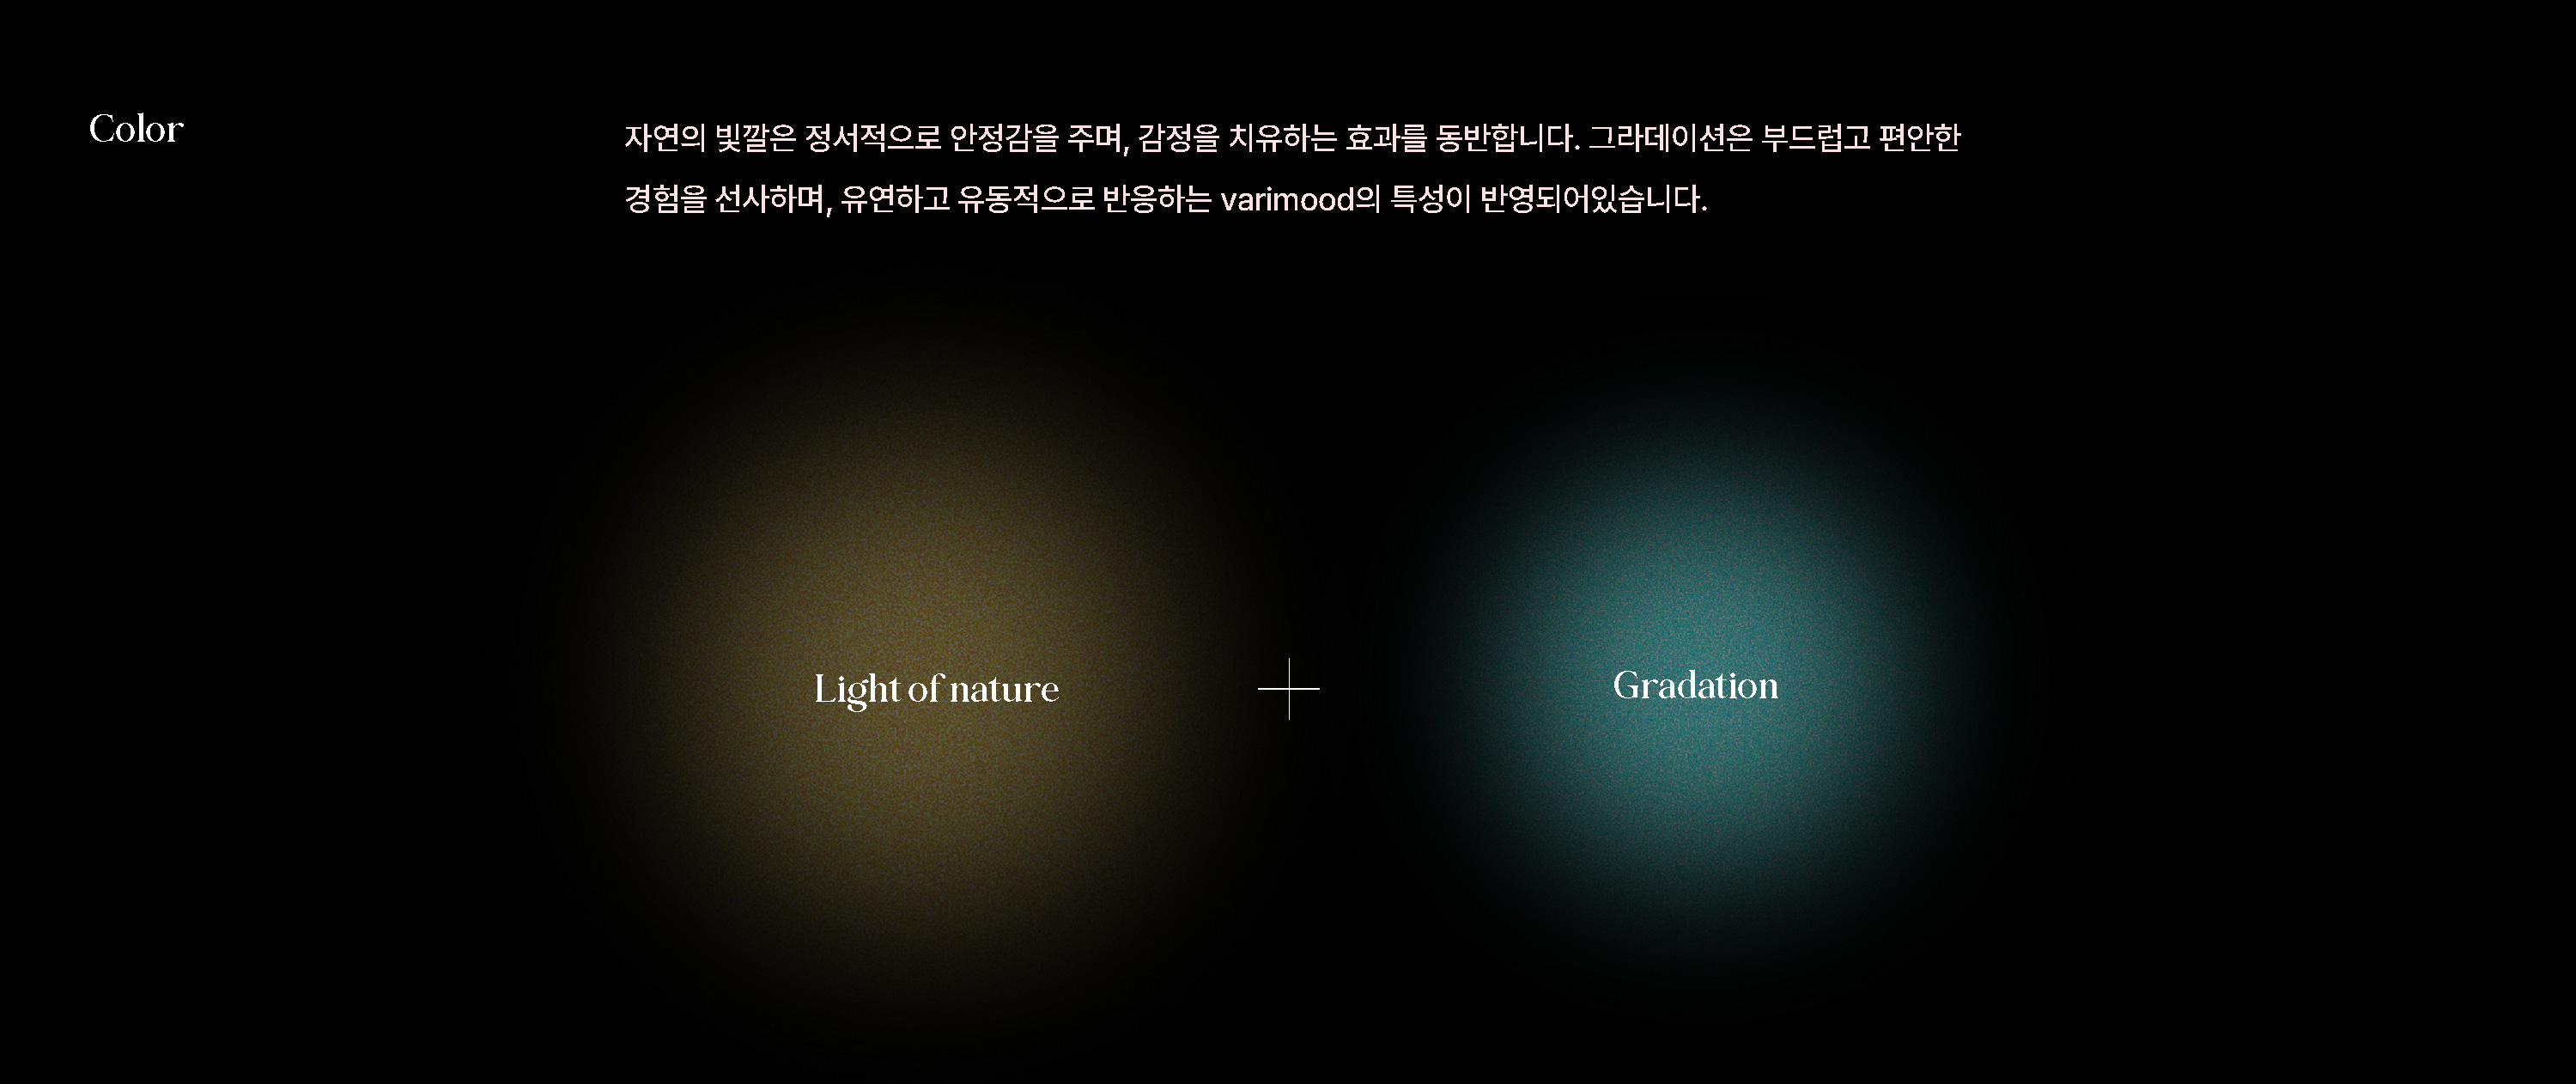 Color
자연의 빛깔은 정서적으로 안정감을 주며, 감정을 치유하는 효과를 동반합니다. 그라데이션은 부드럽고 편안한
경험을 선사하며, 유연하고 유동적으로 반응하는 varimood의 특성이 반영되어있습니다.
Light of nature
Gradation